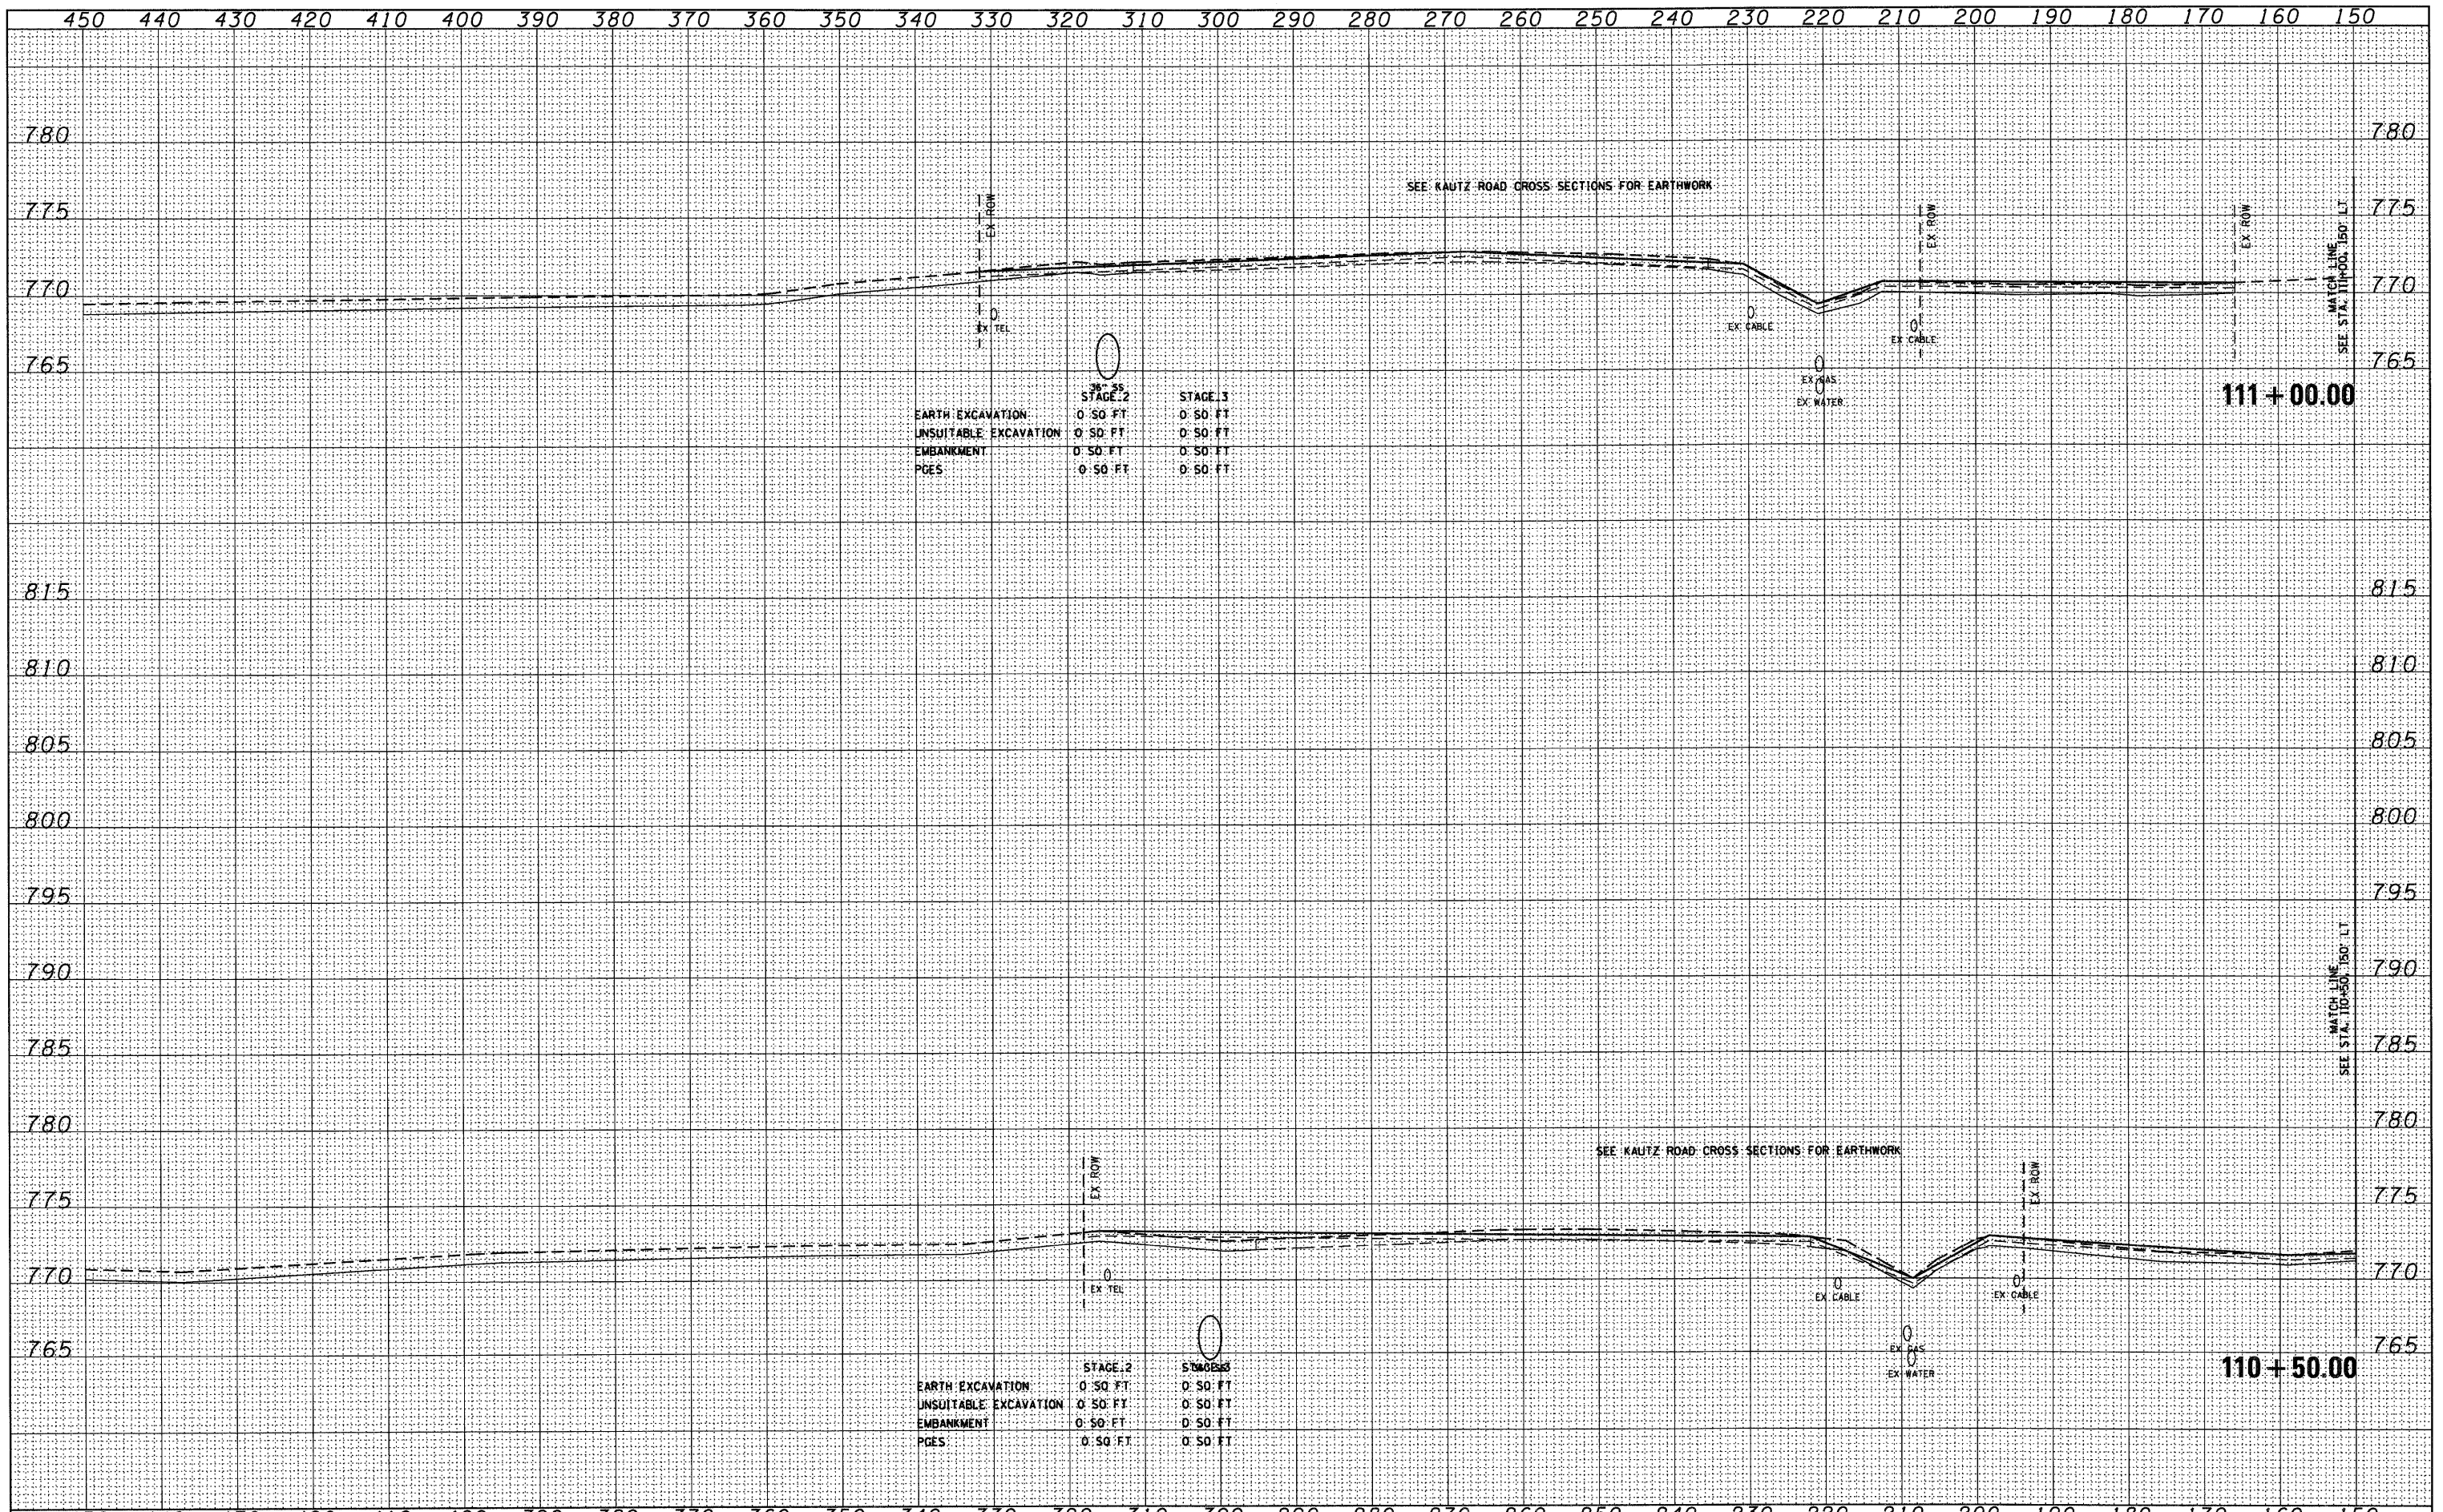 450 440 430 420 410 400 390 380 370 360 350 340 330 320 310 300 290 280 270 260 250 240 230 220 210 200 190 180 170 160 150
780 780
SEE KAUTZ ROAD CROSS SECTIONS FOR EARTHWORK
775 775
EX ROW
EX ROW
EX ROW
MATCH LINE
SEE STA. 111+00, 150' LT
770 770
EX TEL
EX CABLE
EX CABLE
765 765
EX GAS
EX WATER
36" SS
111+00.00
STAGE_2 STAGE_3
EARTH EXCAVATION 0 SQ FT 0 SQ FT
UNSUITABLE EXCAVATION 0 SQ FT 0 SQ FT
EMBANKMENT 0 SQ FT 0 SQ FT
PGES 0 SQ FT 0 SQ FT
815 815
810 810
805 805
800 800
795 795
790 790
MATCH LINE
SEE STA. 110+50, 150' LT
785 785
780 780
SEE KAUTZ ROAD CROSS SECTIONS FOR EARTHWORK
775 775
EX ROW
EX ROW
770 770
EX TEL
EX CABLE
EX CABLE
765 765
EX GAS
EX WATER
110+50.00
STAGE_2 STAGE_3
EARTH EXCAVATION 0 SQ FT 0 SQ FT
UNSUITABLE EXCAVATION 0 SQ FT 0 SQ FT
EMBANKMENT 0 SQ FT 0 SQ FT
PGES 0 SQ FT 0 SQ FT